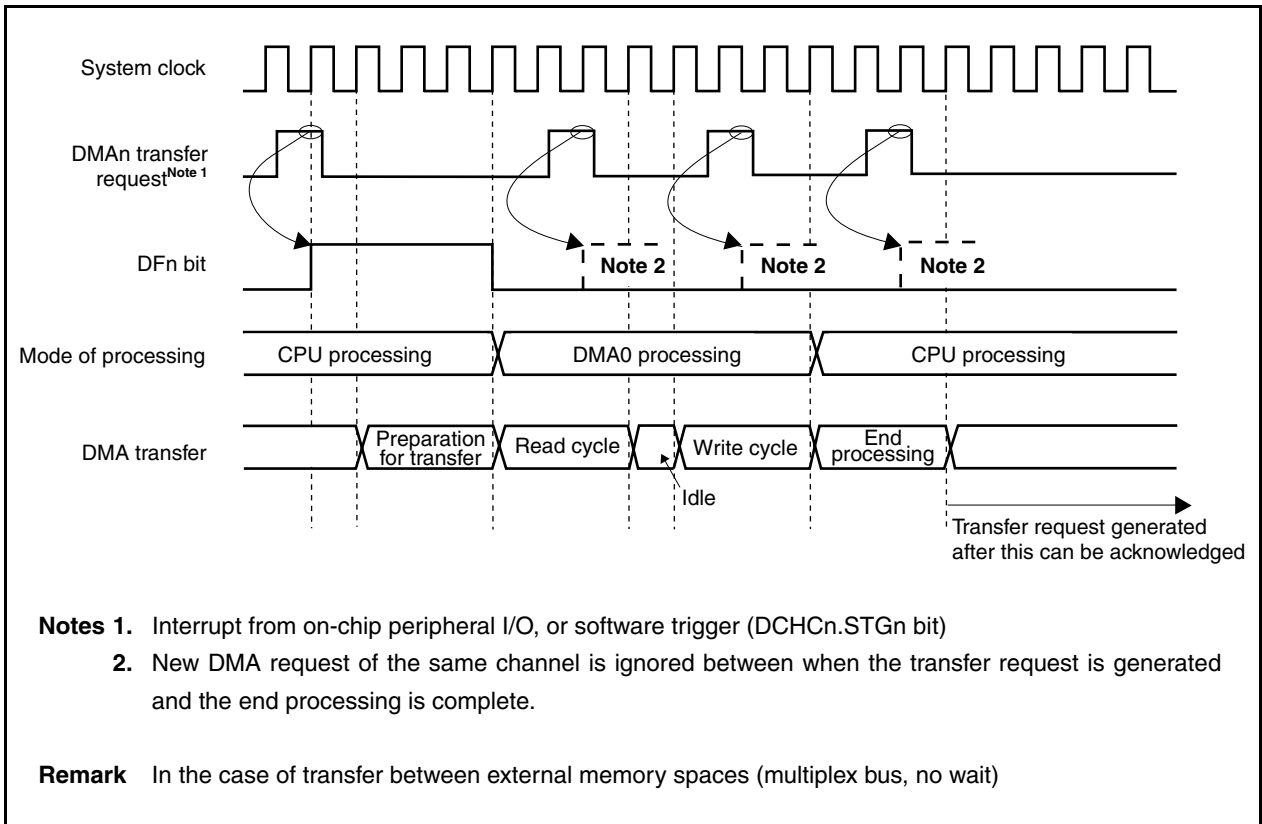 System clock
DMAn transfer
request Note 1
DFn bit
Note 2
Note 2
Note 2
Mode of processing
CPU processing
DMA0 processing
CPU processing
DMA transfer
Preparation
for transfer
Read cycle
Idle
Write cycle
End
processing
Transfer request generated
after this can be acknowledged
Notes 1. Interrupt from on-chip peripheral I/O, or software trigger (DCHCn.STGn bit)
2. New DMA request of the same channel is ignored between when the transfer request is generated
and the end processing is complete.
Remark In the case of transfer between external memory spaces (multiplex bus, no wait)